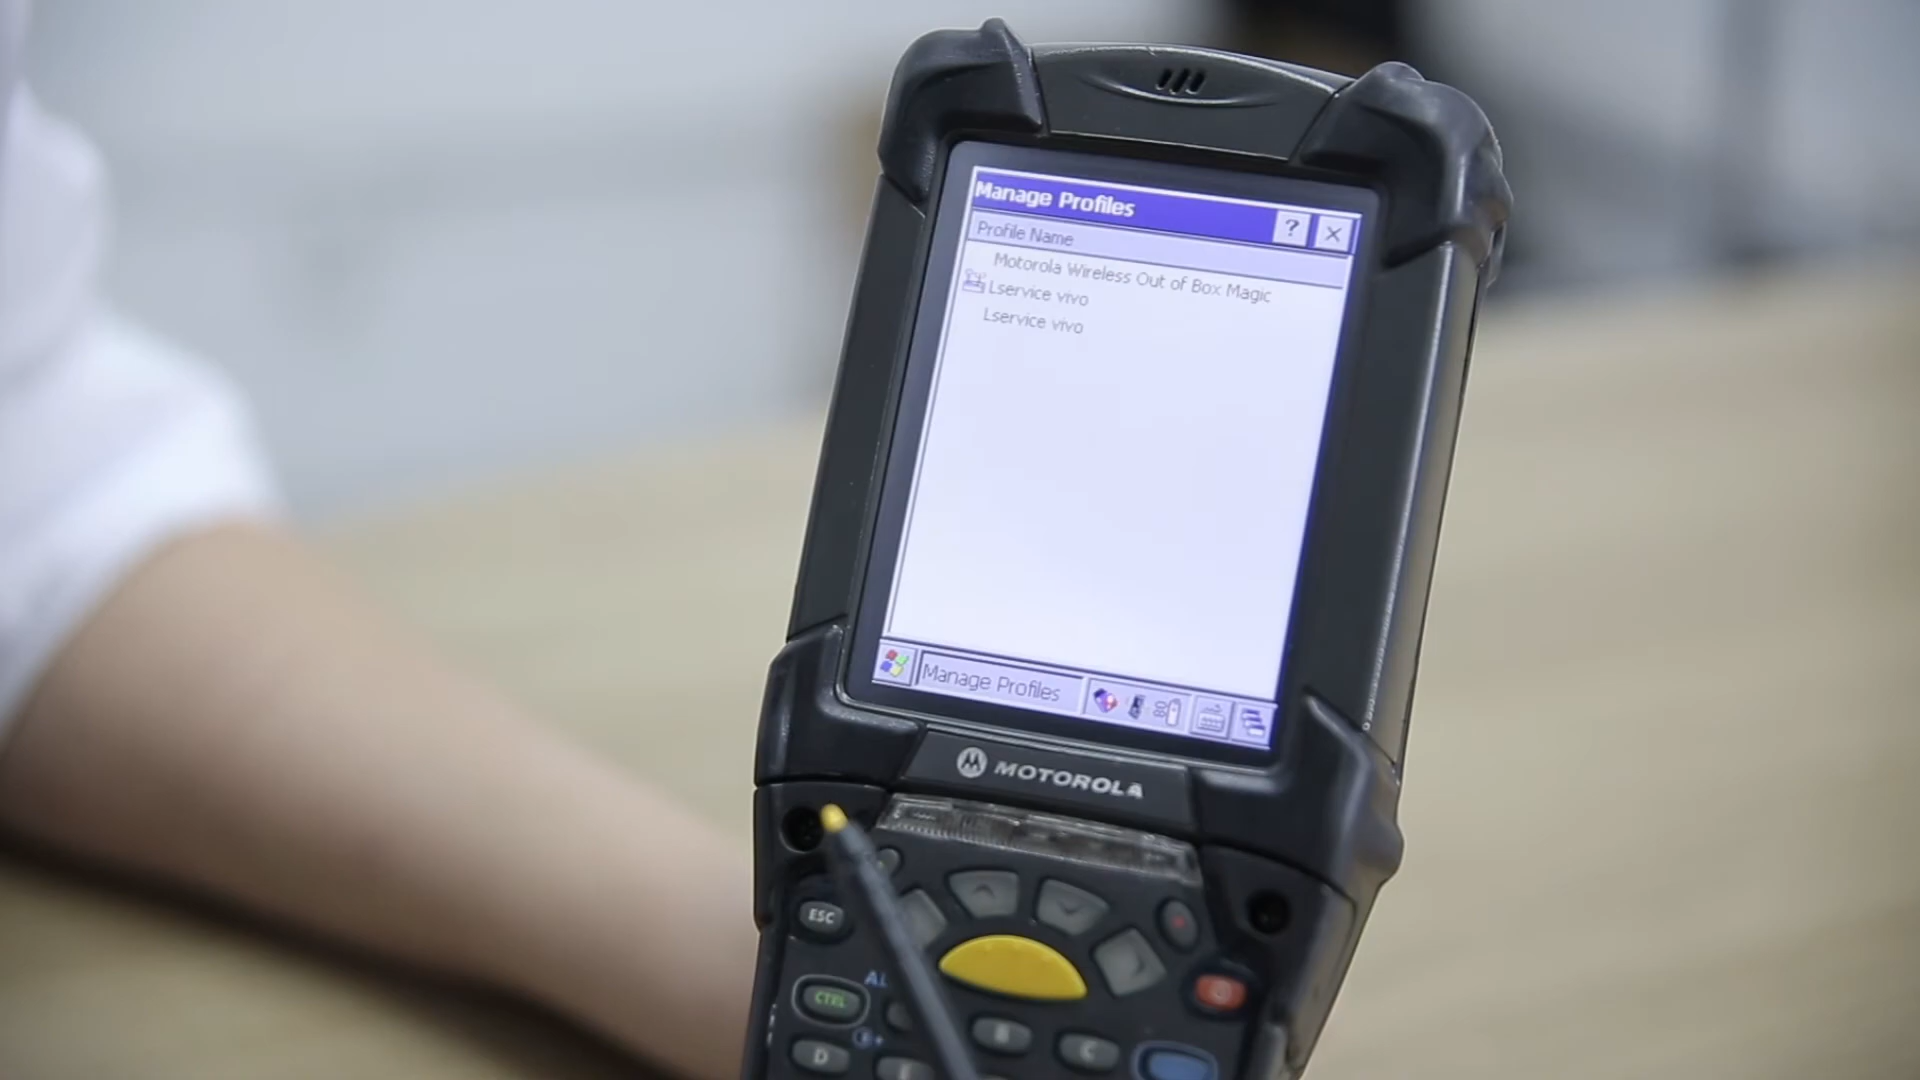 Manage Profiles
? ×
Profile Name
Motorola Wireless Out of Box Magic
Lservice vivo
Lservice vivo
Manage Profiles
MOTOROLA
ESC
CTRL
B
C
D